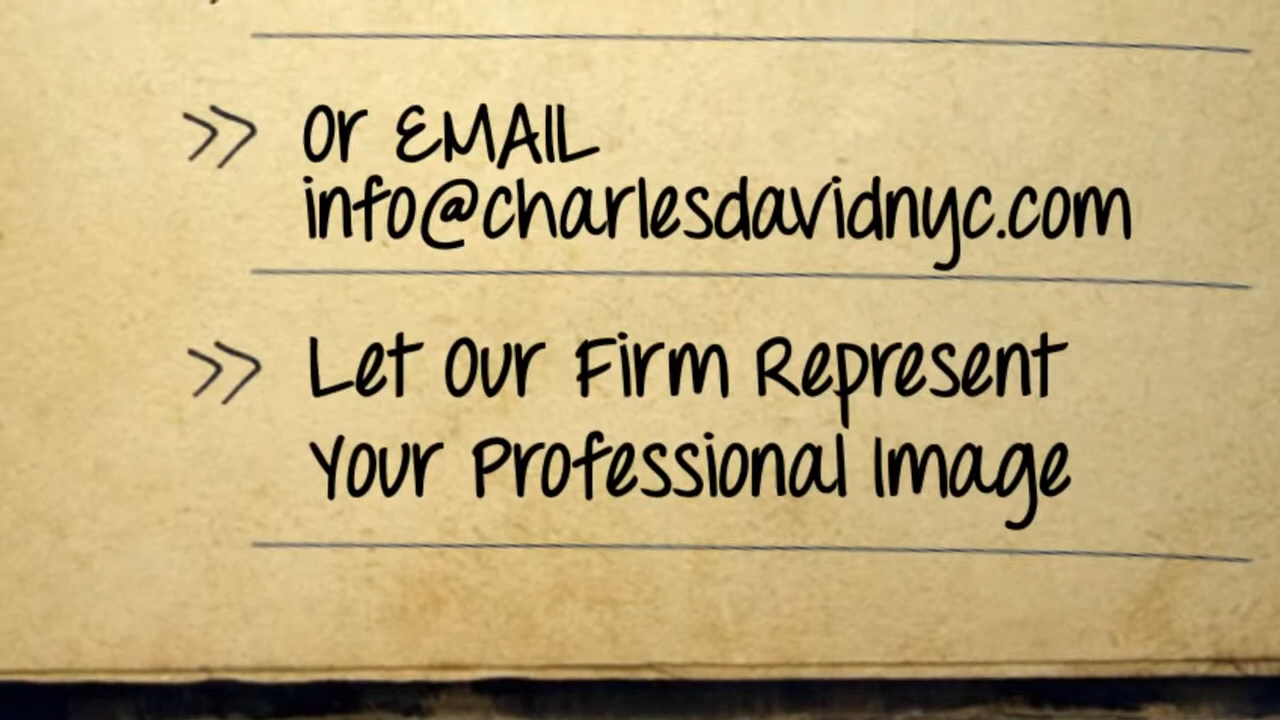 >> Or EMAIL
info@charlesdavidnyc.com
>> Let Our Firm Represent
Your Professional Image